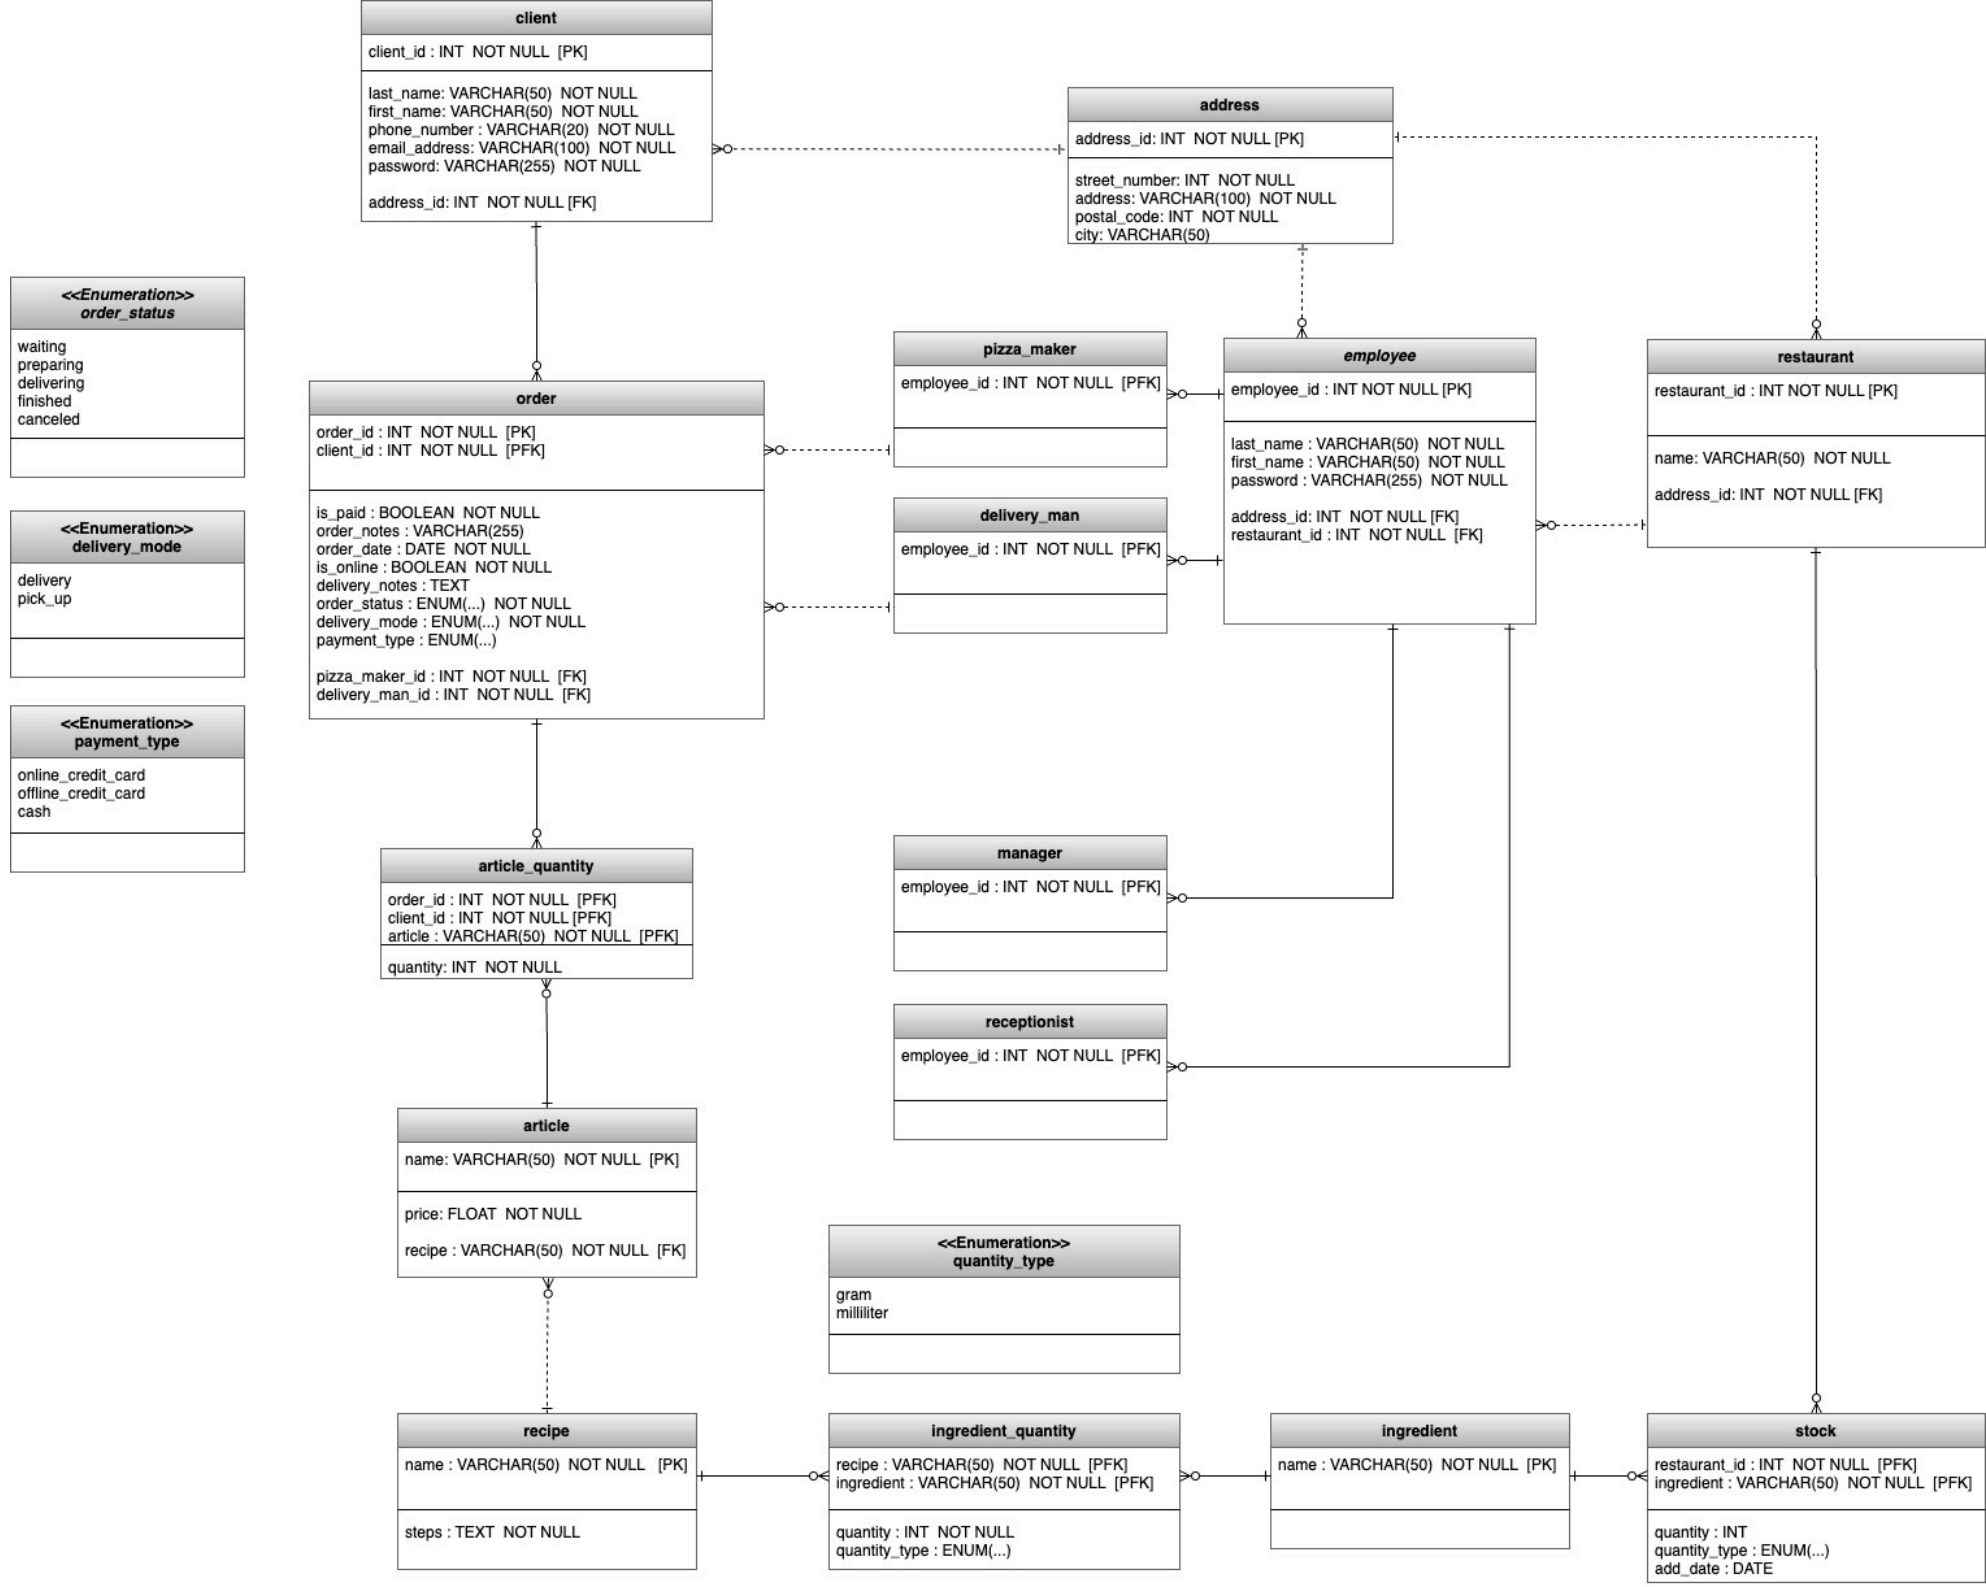 client
client_id : INT NOT NULL [PK]
last_name: VARCHAR(50) NOT NULL
first_name: VARCHAR(50) NOT NULL
phone_number : VARCHAR(20) NOT NULL
email_address: VARCHAR(100) NOT NULL
password: VARCHAR(255) NOT NULL
address_id: INT NOT NULL [FK]
address
address_id: INT NOT NULL [PK]
street_number: INT NOT NULL
address: VARCHAR(100) NOT NULL
postal_code: INT NOT NULL
city: VARCHAR(50)
<<Enumeration>>
order_status
waiting
preparing
delivering
finished
canceled
<<Enumeration>>
delivery_mode
delivery
pick_up
<<Enumeration>>
payment_type
online_credit_card
offline_credit_card
cash
order
order_id : INT NOT NULL [PK]
client_id : INT NOT NULL [PFK]
is_paid : BOOLEAN NOT NULL
order_notes : VARCHAR(255)
order_date : DATE NOT NULL
is_online : BOOLEAN NOT NULL
delivery_notes : TEXT
order_status : ENUM(...) NOT NULL
delivery_mode : ENUM(...) NOT NULL
payment_type : ENUM(...)
pizza_maker_id : INT NOT NULL [FK]
delivery_man_id : INT NOT NULL [FK]
pizza_maker
employee_id : INT NOT NULL [PFK]
delivery_man
employee_id : INT NOT NULL [PFK]
employee
employee_id : INT NOT NULL [PK]
last_name : VARCHAR(50) NOT NULL
first_name : VARCHAR(50) NOT NULL
password : VARCHAR(255) NOT NULL
address_id: INT NOT NULL [FK]
restaurant_id : INT NOT NULL [FK]
restaurant
restaurant_id : INT NOT NULL [PK]
name: VARCHAR(50) NOT NULL
address_id: INT NOT NULL [FK]
article_quantity
order_id : INT NOT NULL [PFK]
client_id : INT NOT NULL [PFK]
article : VARCHAR(50) NOT NULL [PFK]
quantity: INT NOT NULL
manager
employee_id : INT NOT NULL [PFK]
receptionist
employee_id : INT NOT NULL [PFK]
article
name: VARCHAR(50) NOT NULL [PK]
price: FLOAT NOT NULL
recipe : VARCHAR(50) NOT NULL [FK]
<<Enumeration>>
quantity_type
gram
milliliter
recipe
name : VARCHAR(50) NOT NULL [PK]
steps : TEXT NOT NULL
ingredient_quantity
recipe : VARCHAR(50) NOT NULL [PFK]
ingredient : VARCHAR(50) NOT NULL [PFK]
quantity : INT NOT NULL
quantity_type : ENUM(...)
ingredient
name : VARCHAR(50) NOT NULL [PK]
stock
restaurant_id : INT NOT NULL [PFK]
ingredient : VARCHAR(50) NOT NULL [PFK]
quantity : INT
quantity_type : ENUM(...)
add_date : DATE